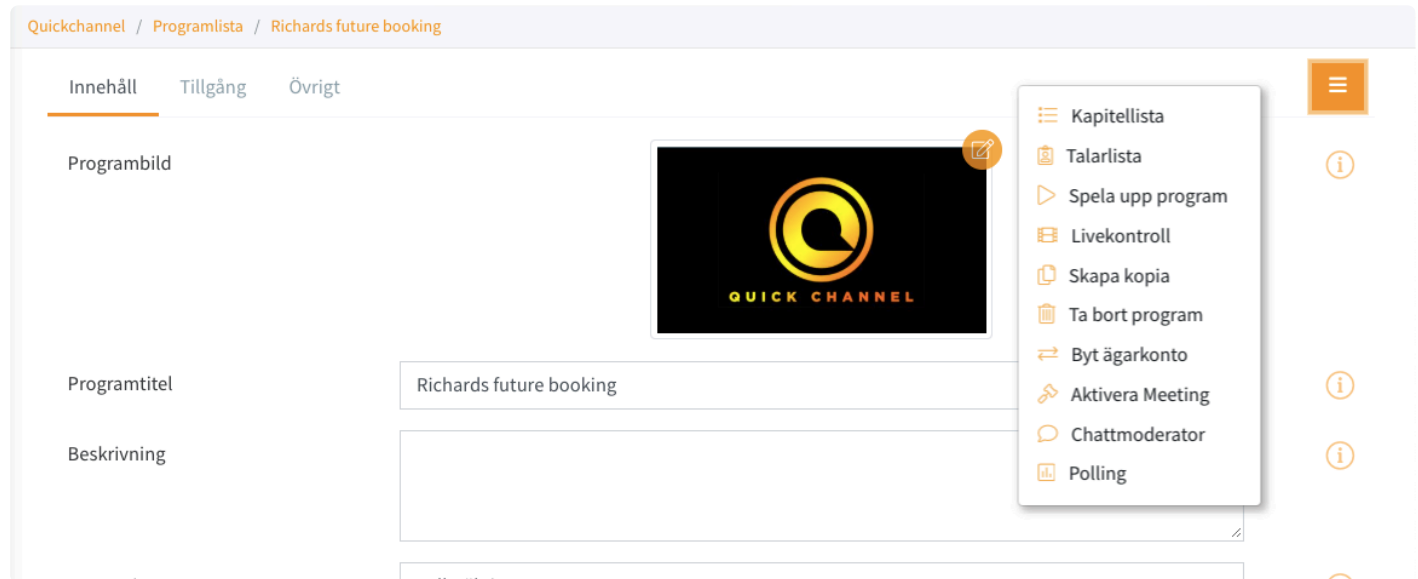 Quickchannel / Programlista / Richards future booking
Innehåll Tillgång Övrigt
Kapitellista
Talarlista
Spela upp program
Livekontroll
Skapa kopia
Ta bort program
Byt ägarkonto
Aktivera Meeting
Chattmoderator
Polling
Programbild
QUICK CHANNEL
Programtitel
Richards future booking
Beskrivning